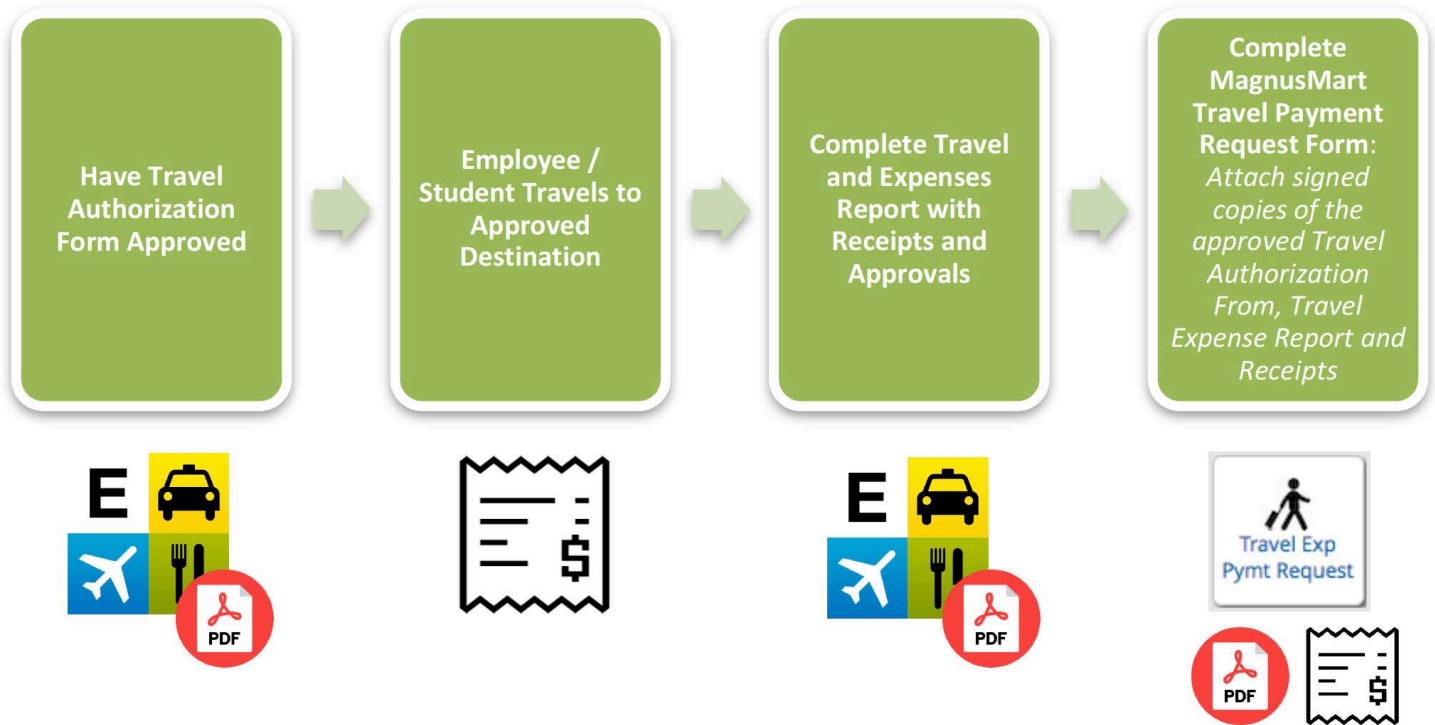 Have Travel
Authorization
Form Approved
Employee /
Student Travels to
Approved
Destination
Complete Travel
and Expenses
Report with
Receipts and
Approvals
Complete
MagnusMart
Travel Payment
Request Form:
Attach signed
copies of the
approved Travel
Authorization
From, Travel
Expense Report and
Receipts
E
PDF
$
E
PDF
Travel Exp
Pymt Request
PDF
$